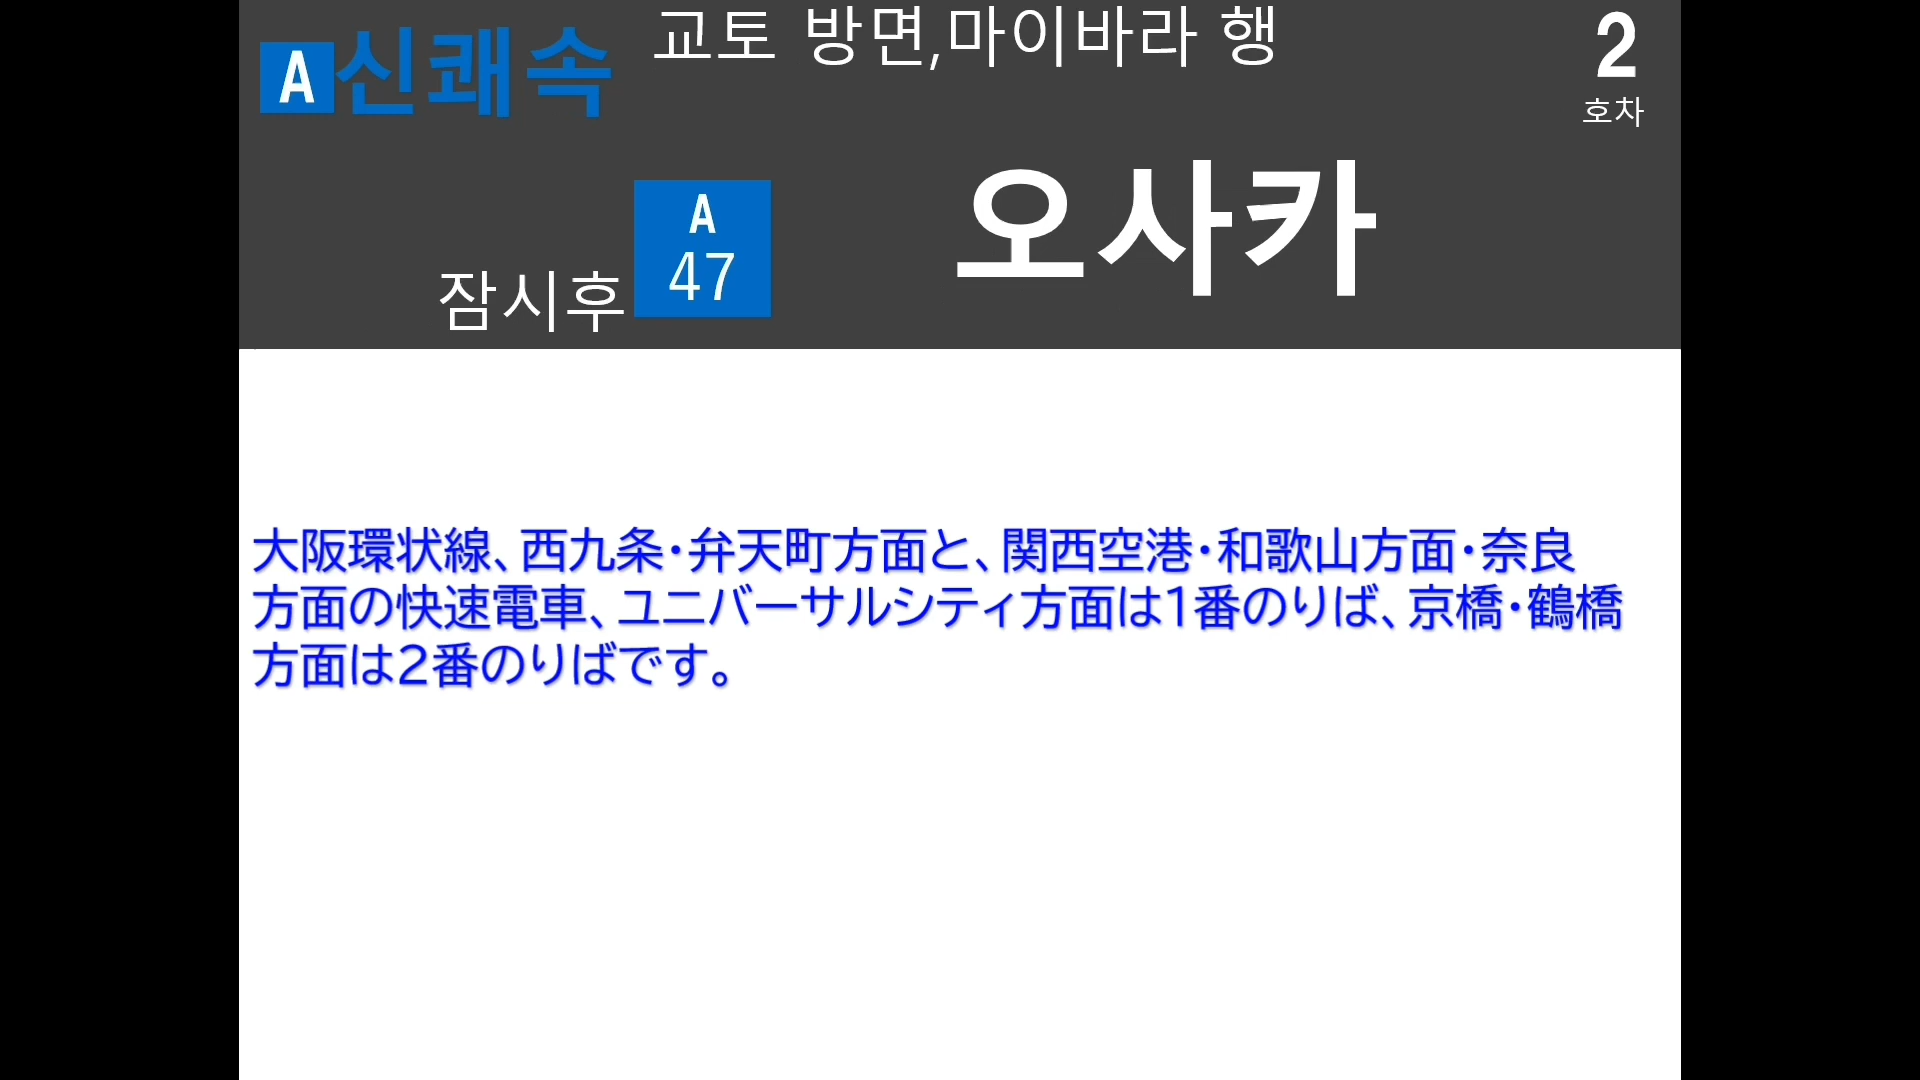 A 신쾌속
교토 방면,마이바라 행
2
호차
잠시후
A
47
오사카
大阪環状線、西九条・弁天町方面と、関西空港・和歌山方面・奈良
方面の快速電車、ユニバーサルシティ方面は1番のりば、京橋・鶴橋
方面は2番のりばです。